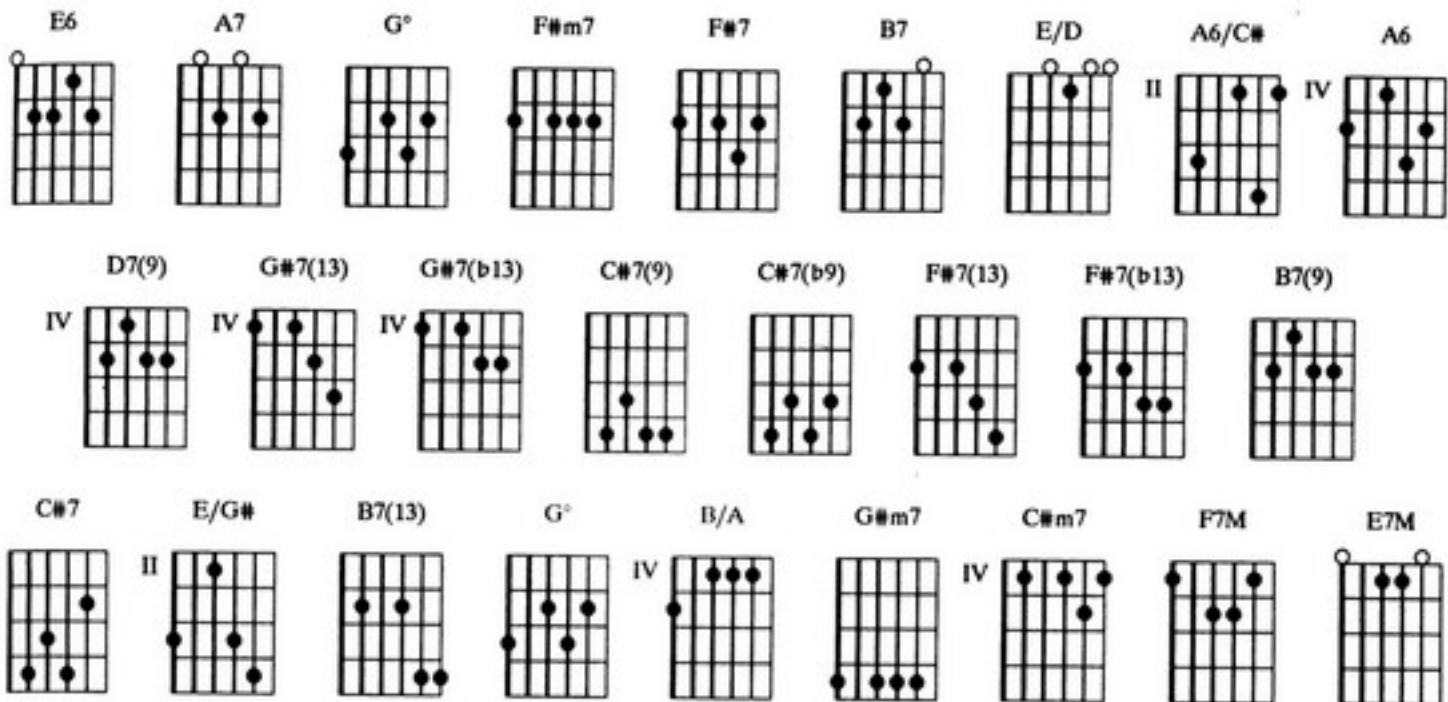 E6 A7 G° F#m7 F#7 B7 E/D A6/C# A6
II IV
D7(9) G#7(13) G#7(b13) C#7(9) C#7(b9) F#7(13) F#7(b13) B7(9)
IV IV IV
C#7 E/G# B7(13) G° B/A G#m7 C#m7 F7M E7M
II IV IV